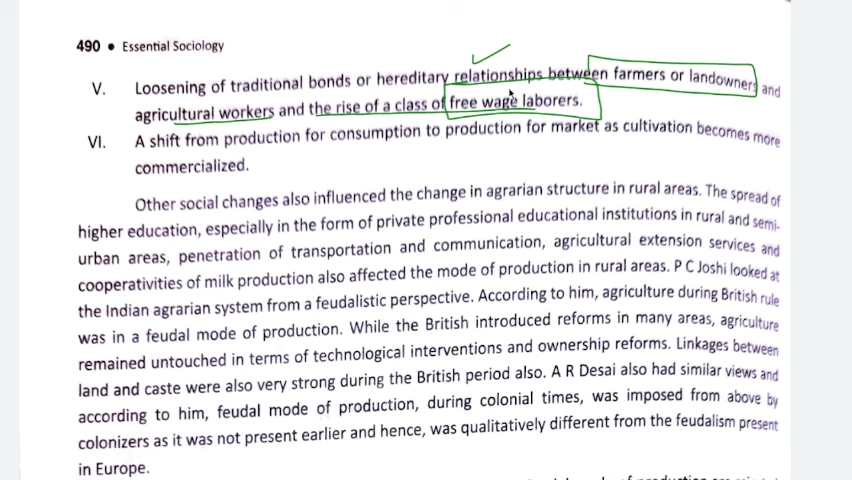 490 • Essential Sociology
V. Loosening of traditional bonds or hereditary relationships between farmers or landowners and
agricultural workers and the rise of a class of free wage laborers.
VI. A shift from production for consumption to production for market as cultivation becomes more
commercialized.
Other social changes also influenced the change in agrarian structure in rural areas. The spread of
higher education, especially in the form of private professional educational institutions in rural and semi-
urban areas, penetration of transportation and communication, agricultural extension services and
cooperativities of milk production also affected the mode of production in rural areas. P C Joshi looked at
the Indian agrarian system from a feudalistic perspective. According to him, agriculture during British rule
was in a feudal mode of production. While the British introduced reforms in many areas, agriculture
remained untouched in terms of technological interventions and ownership reforms. Linkages between
land and caste were also very strong during the British period also. A R Desai also had similar views and
according to him, feudal mode of production, during colonial times, was imposed from above by
colonizers as it was not present earlier and hence, was qualitatively different from the feudalism present
in Europe.